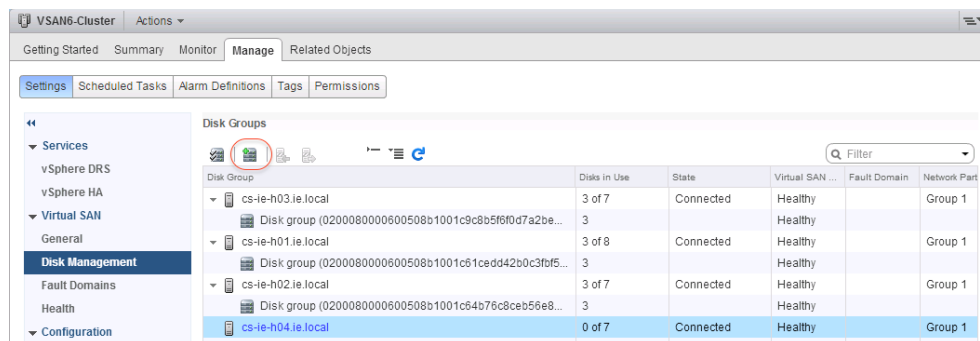 VSAN6-Cluster Actions
Getting Started Summary Monitor Manage Related Objects
Settings Scheduled Tasks Alarm Definitions Tags Permissions
Disk Groups
Services
vSphere DRS
vSphere HA
Virtual SAN
General
Disk Management
Fault Domains
Health
Configuration
Filter
Disk Group Disks in Use State Virtual SAN ... Fault Domain Network Part
cs-ie-h03.ie.local 3 of 7 Connected Healthy Group 1
Disk group (0200080000600508b1001c9c8b5f6f0d7a2be... 3 Healthy
cs-ie-h01.ie.local 3 of 8 Connected Healthy Group 1
Disk group (0200080000600508b1001c61cedd42b0c3fbf5... 3 Healthy
cs-ie-h02.ie.local 3 of 7 Connected Healthy Group 1
Disk group (0200080000600508b1001c64b76c8ceb56e8... 3 Healthy
cs-ie-h04.ie.local 0 of 7 Connected Healthy Group 1